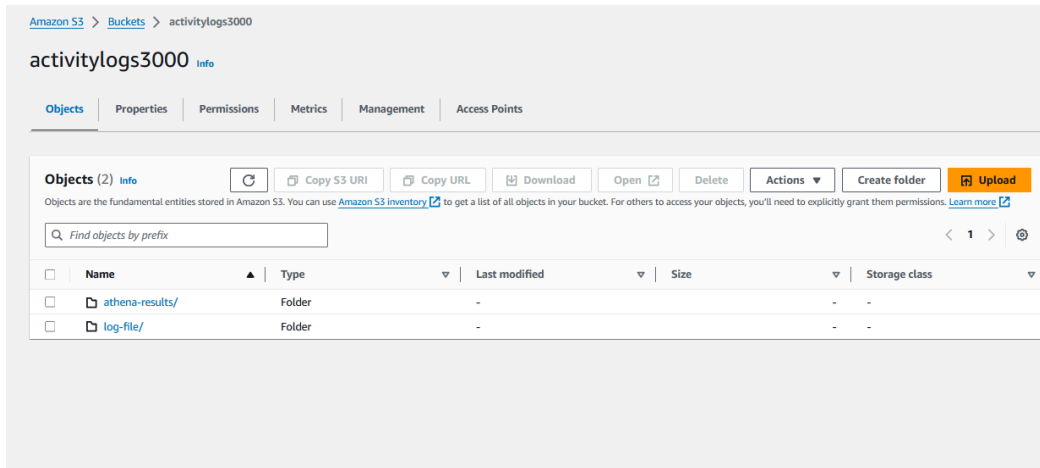 Amazon S3 > Buckets > activitylogs3000
activitylogs3000 Info
Objects Properties Permissions Metrics Management Access Points
Objects (2) Info Copy S3 URI Copy URL Download Open Delete Actions Create folder Upload
Objects are the fundamental entities stored in Amazon S3. You can use Amazon S3 inventory to get a list of all objects in your bucket. For others to access your objects, you'll need to explicitly grant them permissions. Learn more
Find objects by prefix < 1 >
Name Type Last modified Size Storage class
athena-results/ Folder - - -
log-file/ Folder - - -